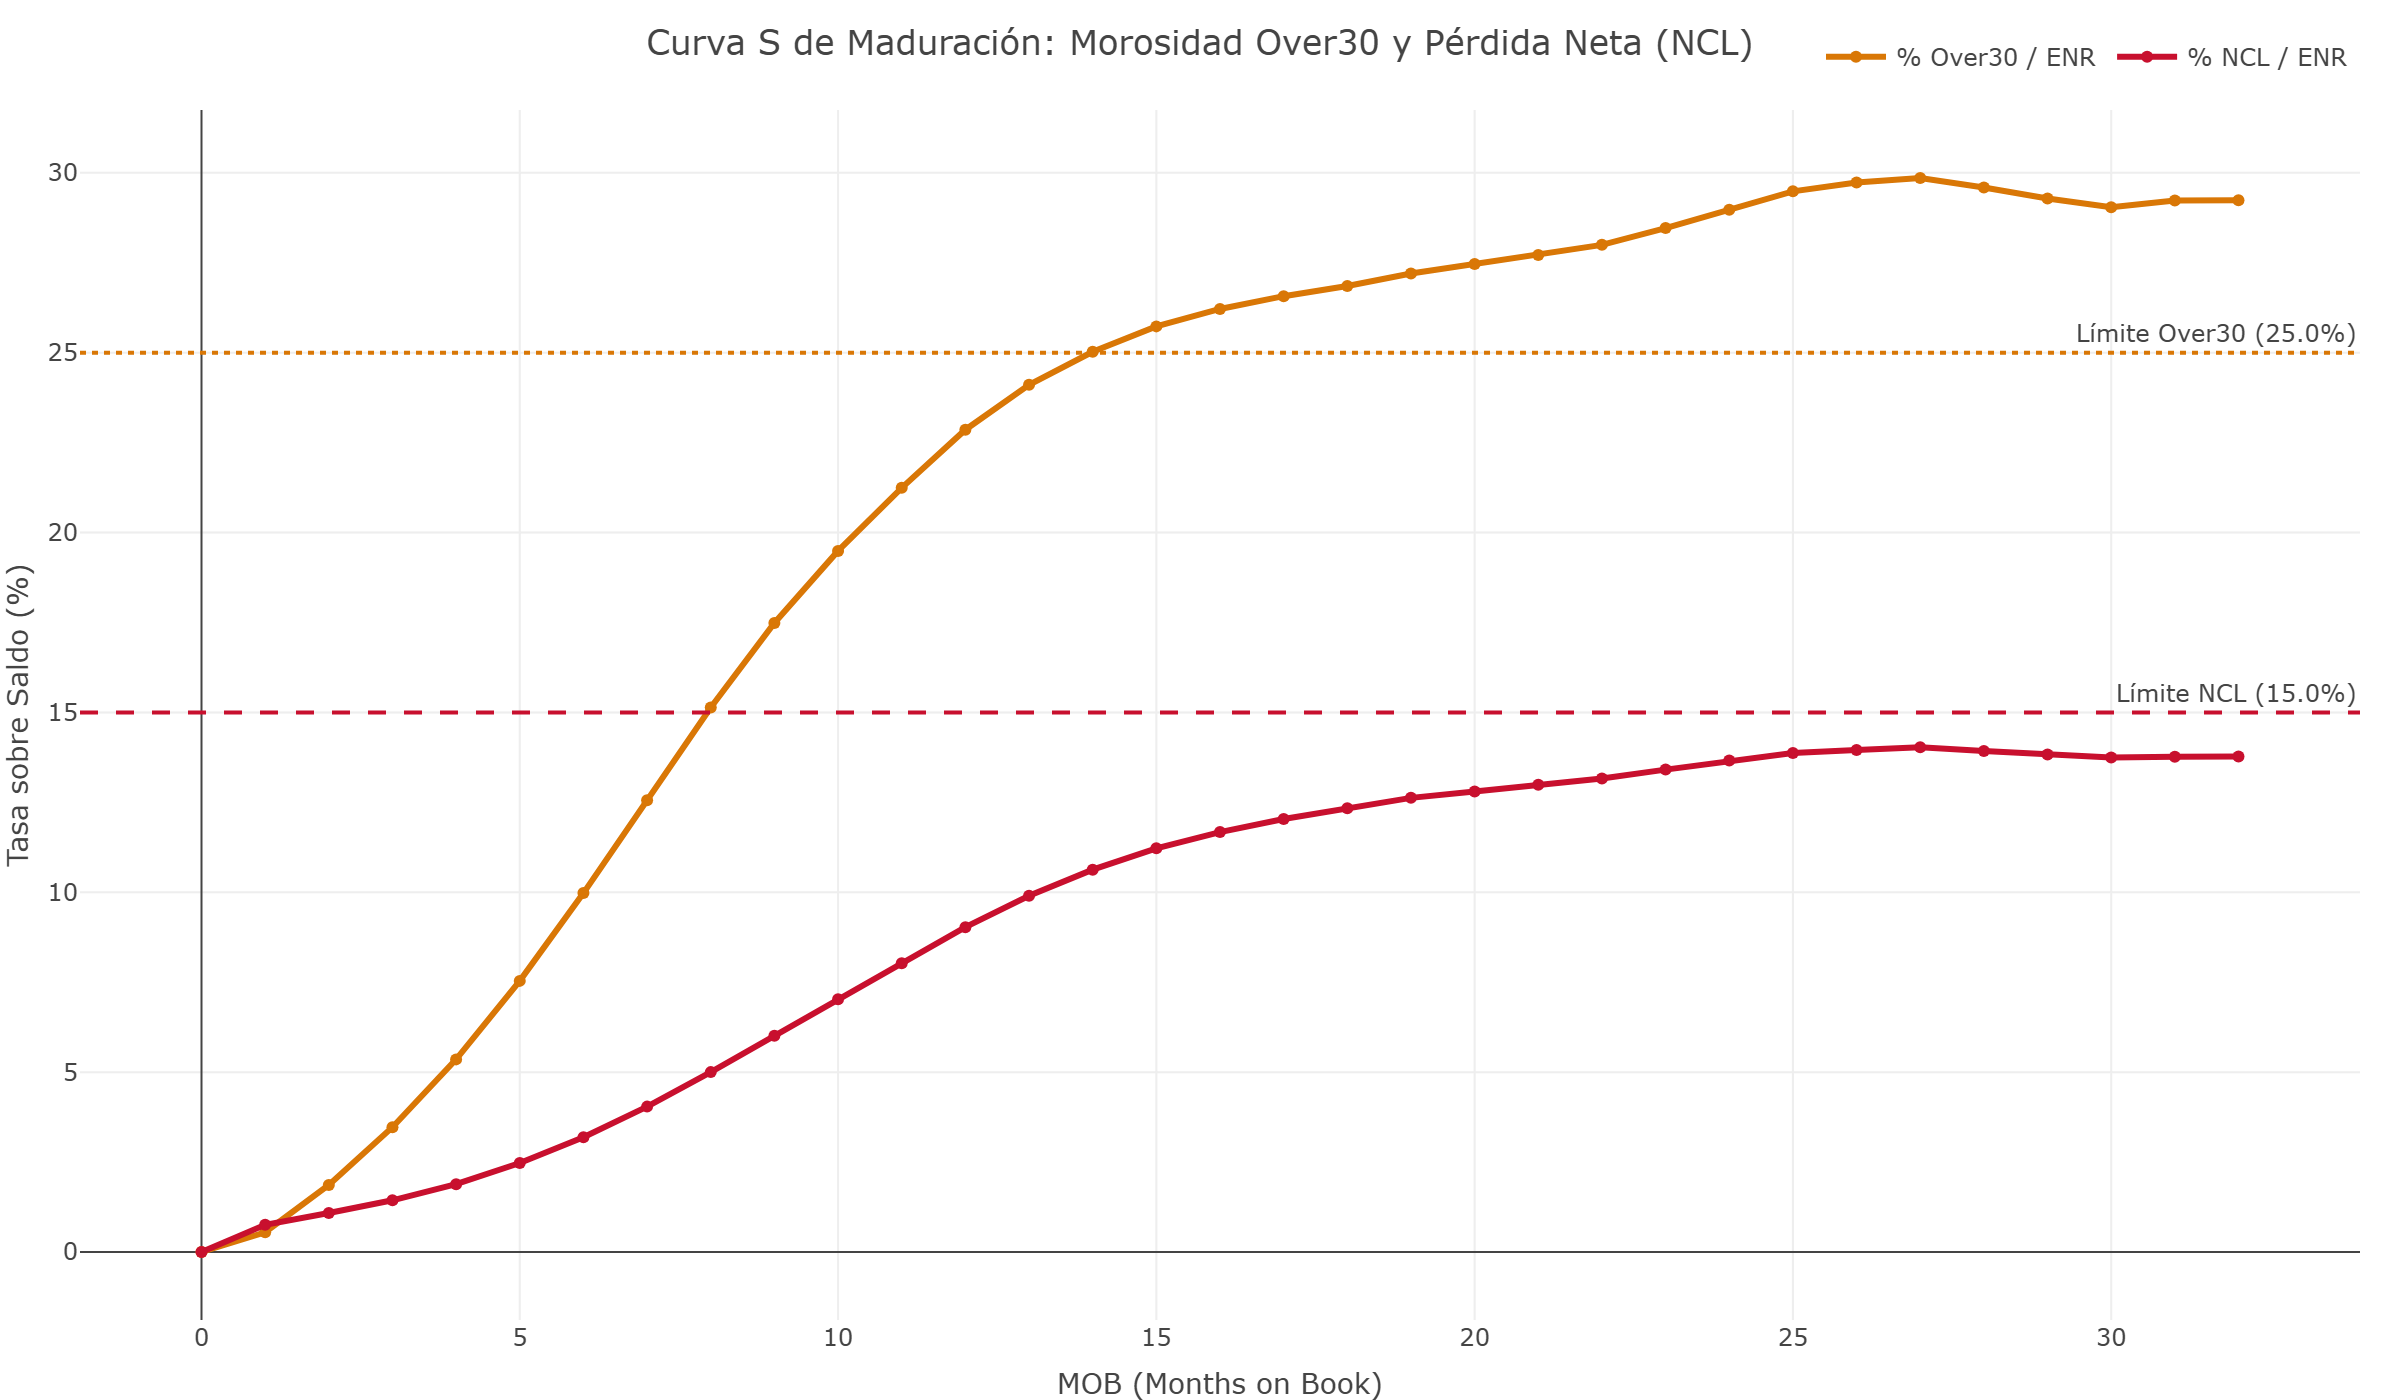 Curva S de Maduración: Morosidad Over30 y Pérdida Neta (NCL)
% Over30 / ENR
% NCL / ENR
Tasa sobre Saldo (%)
30
25
20
15
10
5
0
Límite Over30 (25.0%)
Límite NCL (15.0%)
0
5
10
15
20
25
30
MOB (Months on Book)